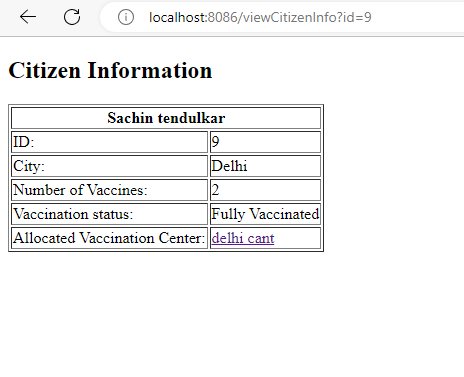 localhost:8086/viewCitizenInfo?id=9
Citizen Information
Sachin tendulkar
ID: 9
City: Delhi
Number of Vaccines: 2
Vaccination status: Fully Vaccinated
Allocated Vaccination Center: delhi cant